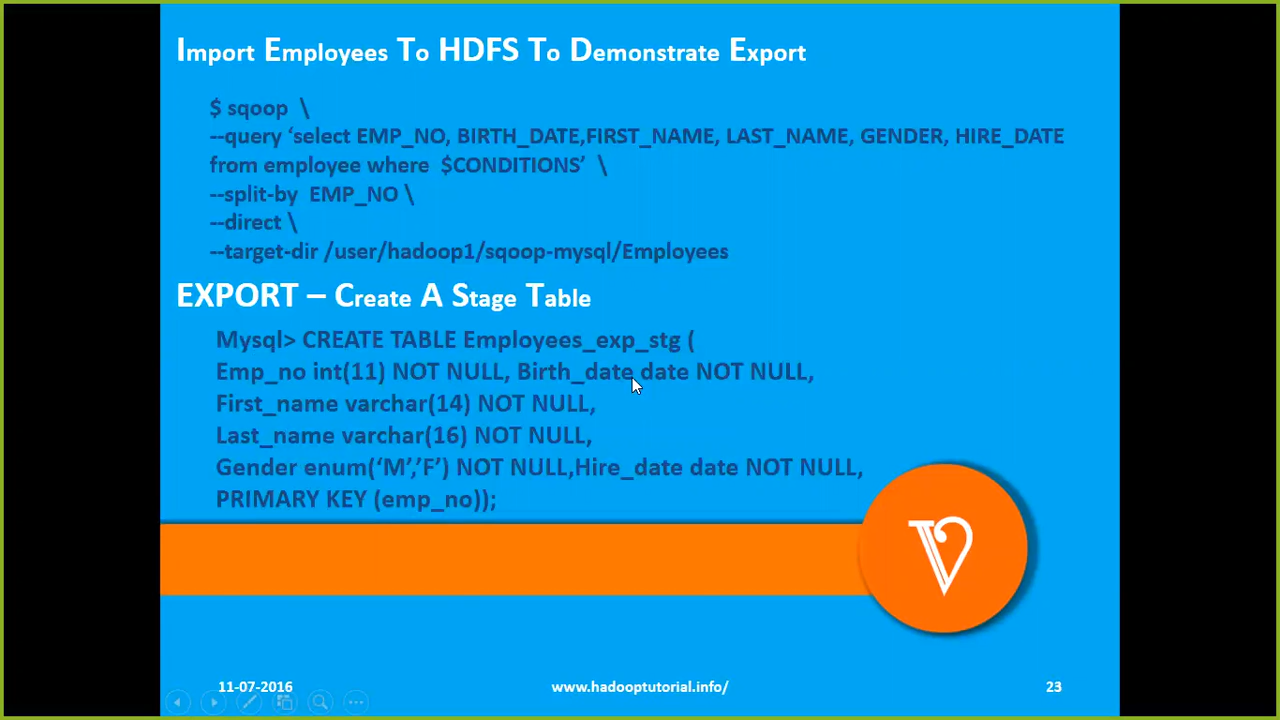 Import Employees To HDFS To Demonstrate Export
$ sqoop \
--query ‘select EMP_NO, BIRTH_DATE,FIRST_NAME, LAST_NAME, GENDER, HIRE_DATE
from employee where $CONDITIONS’ \
--split-by EMP_NO \
--direct \
--target-dir /user/hadoop1/sqoop-mysql/Employees
EXPORT – Create A Stage Table
Mysql> CREATE TABLE Employees_exp_stg (
Emp_no int(11) NOT NULL, Birth_date date NOT NULL,
First_name varchar(14) NOT NULL,
Last_name varchar(16) NOT NULL,
Gender enum(‘M’,’F’) NOT NULL,Hire_date date NOT NULL,
PRIMARY KEY (emp_no));
V
11-07-2016 www.hadooptutorial.info/ 23